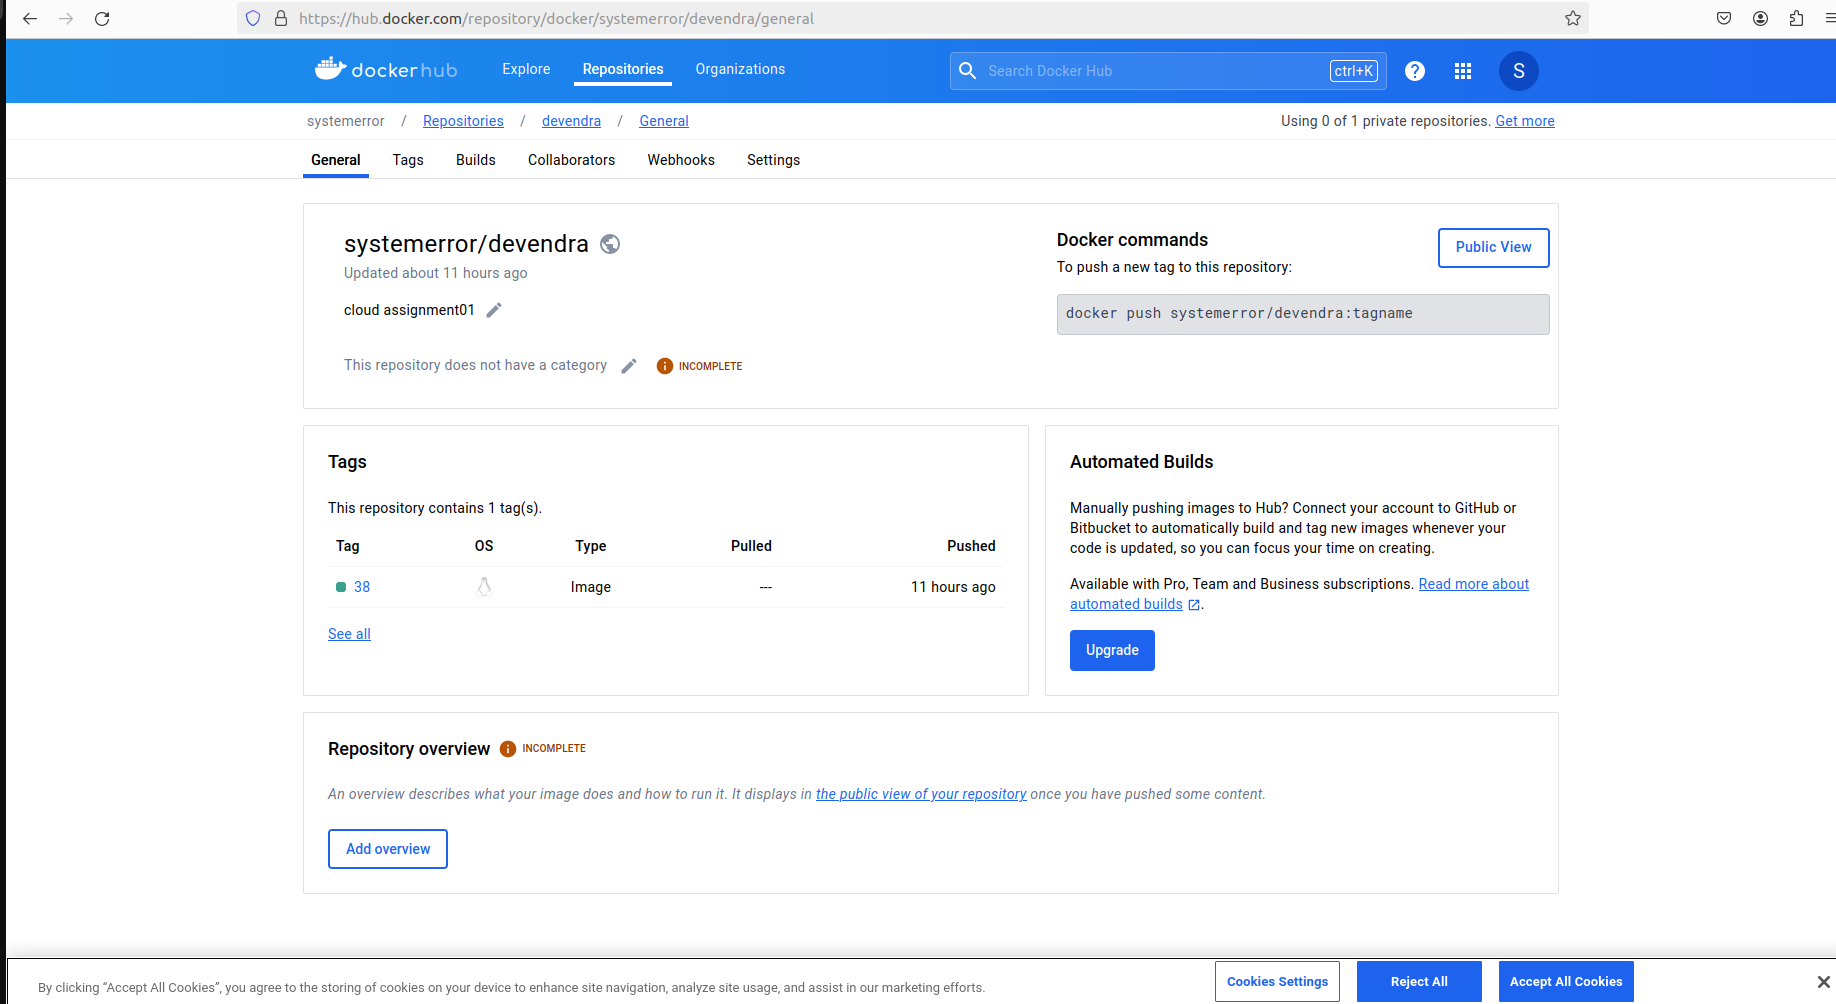 https://hub.docker.com/repository/docker/systemerror/devendra/general
dockerhub Explore Repositories Organizations Search Docker Hub ctrl+K ? S
systemerror / Repositories / devendra / General Using 0 of 1 private repositories. Get more
General Tags Builds Collaborators Webhooks Settings
systemerror/devendra
Updated about 11 hours ago
cloud assignment01
This repository does not have a category INCOMPLETE
Docker commands
Public View
To push a new tag to this repository:
docker push systemerror/devendra:tagname
Tags
This repository contains 1 tag(s).
Tag OS Type Pulled Pushed
38 Image --- 11 hours ago
See all
Automated Builds
Manually pushing images to Hub? Connect your account to GitHub or
Bitbucket to automatically build and tag new images whenever your
code is updated, so you can focus your time on creating.
Available with Pro, Team and Business subscriptions. Read more about
automated builds.
Upgrade
Repository overview INCOMPLETE
An overview describes what your image does and how to run it. It displays in the public view of your repository once you have pushed some content.
Add overview
By clicking “Accept All Cookies”, you agree to the storing of cookies on your device to enhance site navigation, analyze site usage, and assist in our marketing efforts.
Cookies Settings Reject All Accept All Cookies